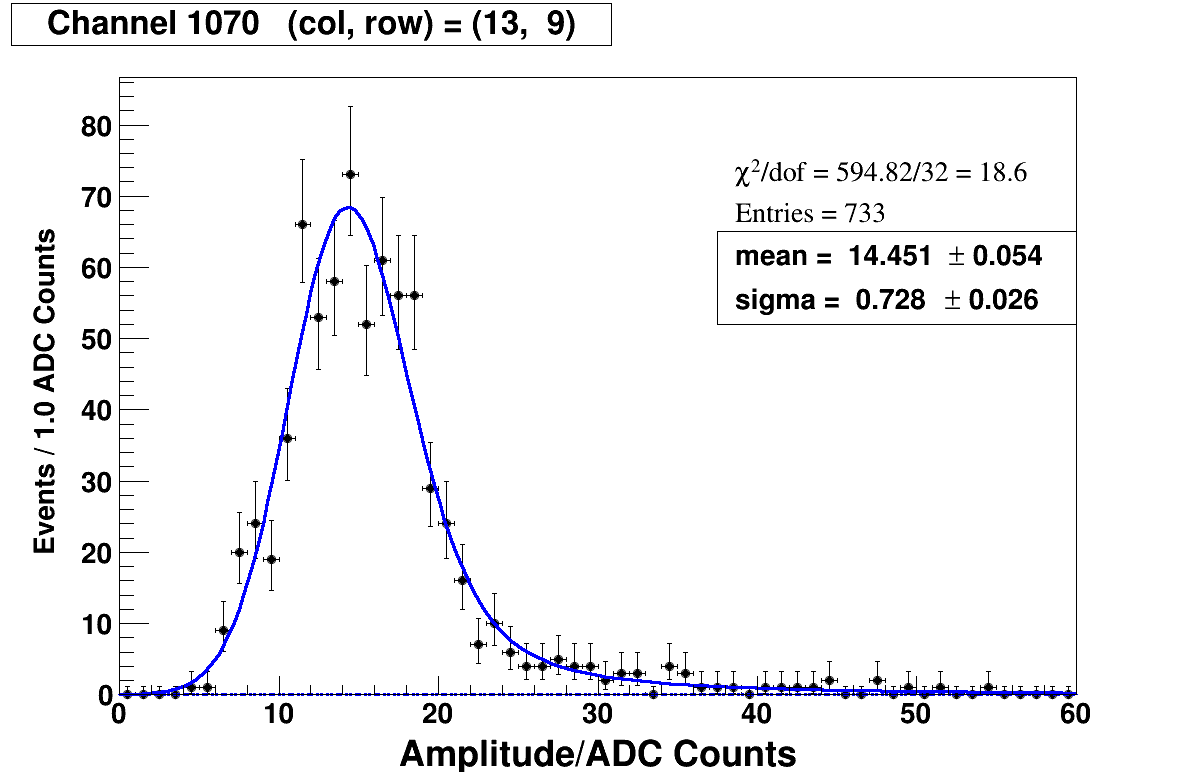 Channel 1070 (col, row) = (13, 9)
80
70
60
50
40
30
20
10
0
Events / 1.0 ADC Counts
χ²/dof = 594.82/32 = 18.6
Entries = 733
mean = 14.451 ± 0.054
sigma = 0.728 ± 0.026
0 10 20 30 40 50 60
Amplitude/ADC Counts